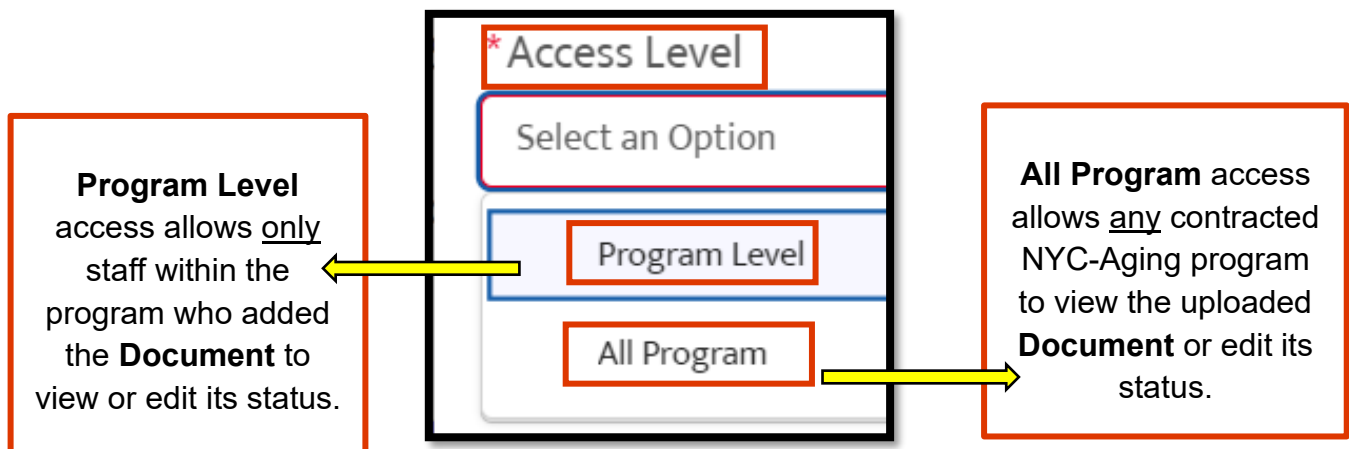 Program Level
access allows only
staff within the
program who added
the Document to
view or edit its status.
*Access Level
Select an Option
Program Level
All Program
All Program access
allows any contracted
NYC-Aging program
to view the uploaded
Document or edit its
status.